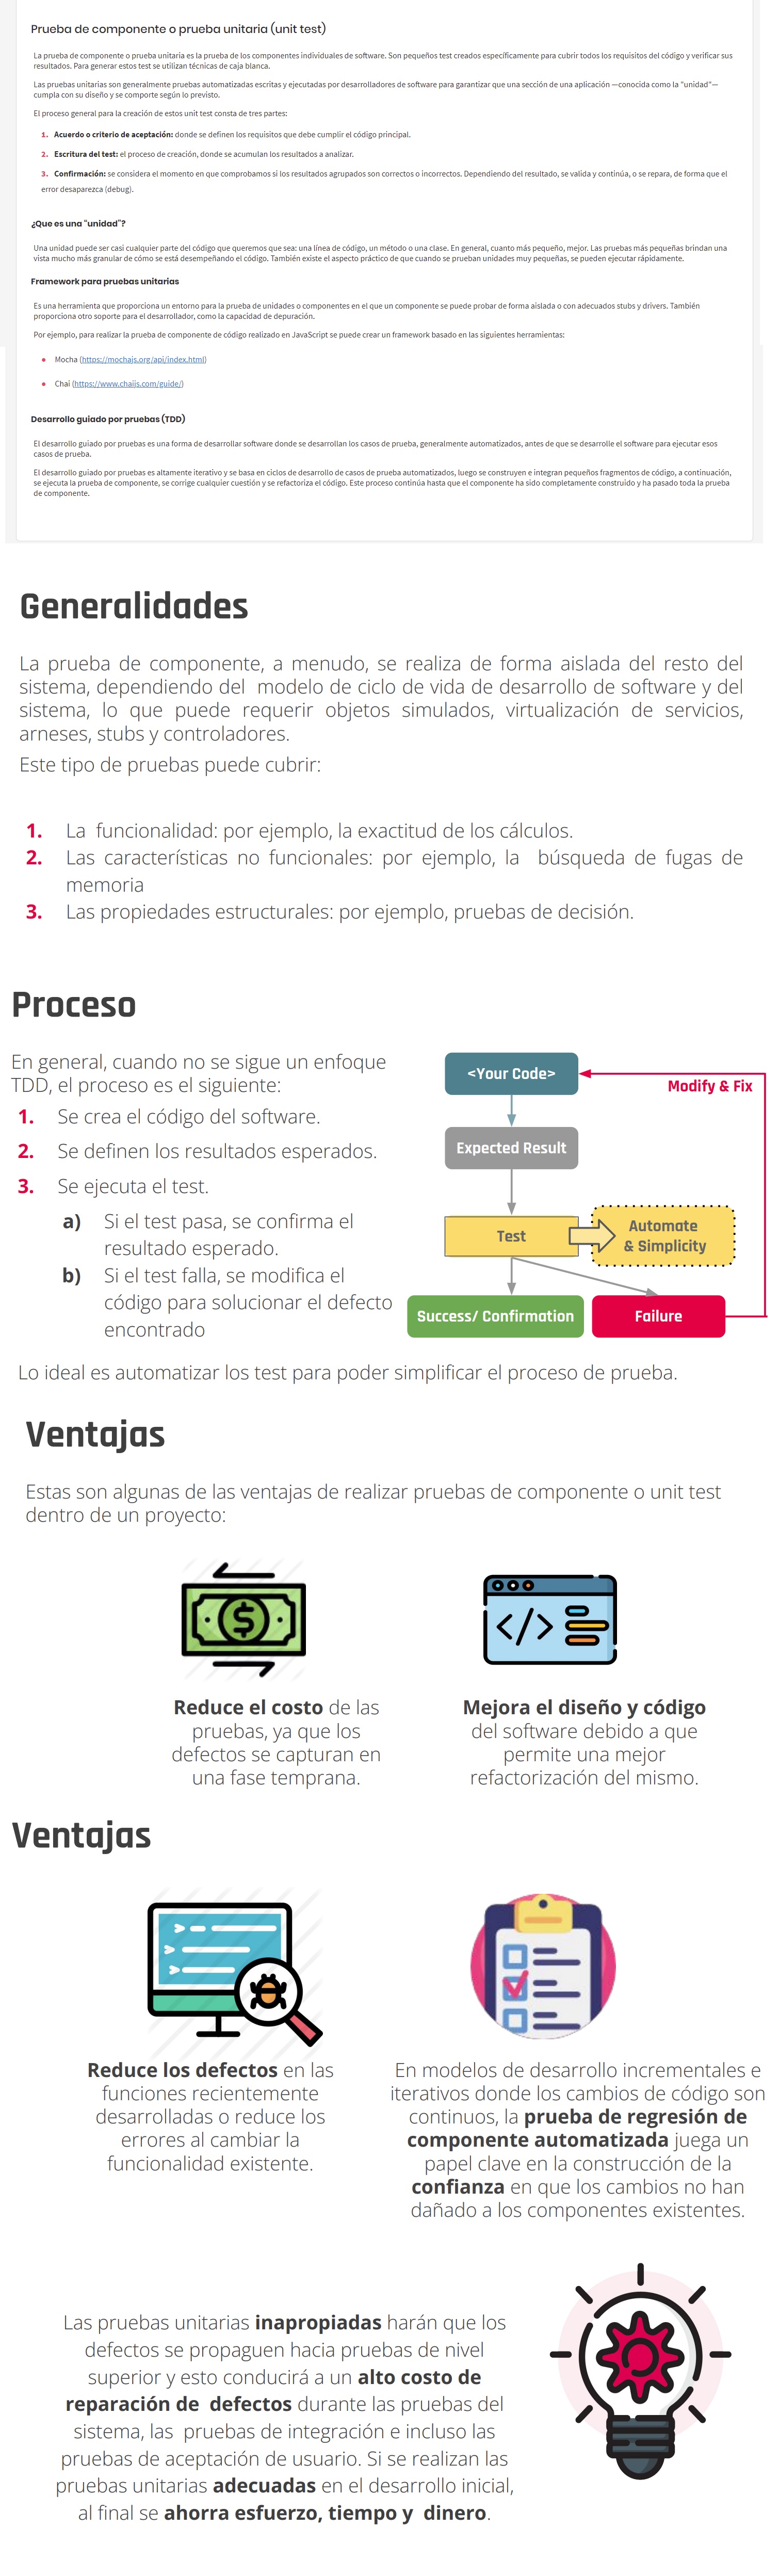 Prueba de componente o prueba unitaria (unit test)
La prueba de componente o prueba unitaria es la prueba de los componentes individuales de software. Son pequeños test creados específicamente para cubrir todos los requisitos del código y verificar sus
resultados. Para generar estos test se utilizan técnicas de caja blanca.
Las pruebas unitarias son generalmente pruebas automatizadas escritas y ejecutadas por desarrolladores de software para garantizar que una sección de una aplicación —conocida como la "unidad"—
cumpla con su diseño y se comporte según lo previsto.
El proceso general para la creación de estos unit test consta de tres partes:
1. Acuerdo o criterio de aceptación: donde se definen los requisitos que debe cumplir el código principal.
2. Escritura del test: el proceso de creación, donde se acumulan los resultados a analizar.
3. Confirmación: se considera el momento en que comprobamos si los resultados agrupados son correctos o incorrectos. Dependiendo del resultado, se valida y continúa, o se repara, de forma que el
error desaparezca (debug).
¿Que es una "unidad"?
Una unidad puede ser casi cualquier parte del código que queremos que sea: una línea de código, un método o una clase. En general, cuanto más pequeño, mejor. Las pruebas más pequeñas brindan una
vista mucho más granular de cómo se está desempeñando el código. También existe el aspecto práctico de que cuando se prueban unidades muy pequeñas, se pueden ejecutar rápidamente.
Framework para pruebas unitarias
Es una herramienta que proporciona un entorno para la prueba de unidades o componentes en el que un componente se puede probar de forma aislada o con adecuados stubs y drivers. También
proporciona otro soporte para el desarrollador, como la capacidad de depuración.
Por ejemplo, para realizar la prueba de componente de código realizado en JavaScript se puede crear un framework basado en las siguientes herramientas:
• Mocha (https://mochajs.org/api/index.html)
• Chai (https://www.chaijs.com/guide/)
Desarrollo guiado por pruebas (TDD)
El desarrollo guiado por pruebas es una forma de desarrollar software donde se desarrollan los casos de prueba, generalmente automatizados, antes de que se desarrolle el software para ejecutar esos
casos de prueba.
El desarrollo guiado por pruebas es altamente iterativo y se basa en ciclos de desarrollo de casos de prueba automatizados, luego se construyen e integran pequeños fragmentos de código, a continuación,
se ejecuta la prueba de componente, se corrige cualquier cuestión y se refactoriza el código. Este proceso continúa hasta que el componente ha sido completamente construido y ha pasado toda la prueba
de componente.
Generalidades
La prueba de componente, a menudo, se realiza de forma aislada del resto del
sistema, dependiendo del modelo de ciclo de vida de desarrollo de software y del
sistema, lo que puede requerir objetos simulados, virtualización de servicios,
arneses, stubs y controladores.
Este tipo de pruebas puede cubrir:
1. La funcionalidad: por ejemplo, la exactitud de los cálculos.
2. Las características no funcionales: por ejemplo, la búsqueda de fugas de
memoria
3. Las propiedades estructurales: por ejemplo, pruebas de decisión.
Proceso
En general, cuando no se sigue un enfoque
TDD, el proceso es el siguiente:
1. Se crea el código del software.
2. Se definen los resultados esperados.
3. Se ejecuta el test.
a) Si el test pasa, se confirma el
resultado esperado.
b) Si el test falla, se modifica el
código para solucionar el defecto
encontrado
<Your Code>
Modify & Fix
Expected Result
Test
Automate
& Simplicity
Success/ Confirmation
Failure
Lo ideal es automatizar los test para poder simplificar el proceso de prueba.
Ventajas
Estas son algunas de las ventajas de realizar pruebas de componente o unit test
dentro de un proyecto:
Reduce el costo de las
pruebas, ya que los
defectos se capturan en
una fase temprana.
Mejora el diseño y código
del software debido a que
permite una mejor
refactorización del mismo.
Ventajas
Reduce los defectos en las
funciones recientemente
desarrolladas o reduce los
errores al cambiar la
funcionalidad existente.
En modelos de desarrollo incrementales e
iterativos donde los cambios de código son
continuos, la prueba de regresión de
componente automatizada juega un
papel clave en la construcción de la
confianza en que los cambios no han
dañado a los componentes existentes.
Las pruebas unitarias inapropiadas harán que los
defectos se propaguen hacia pruebas de nivel
superior y esto conducirá a un alto costo de
reparación de defectos durante las pruebas del
sistema, las pruebas de integración e incluso las
pruebas de aceptación de usuario. Si se realizan las
pruebas unitarias adecuadas en el desarrollo inicial,
al final se ahorra esfuerzo, tiempo y dinero.